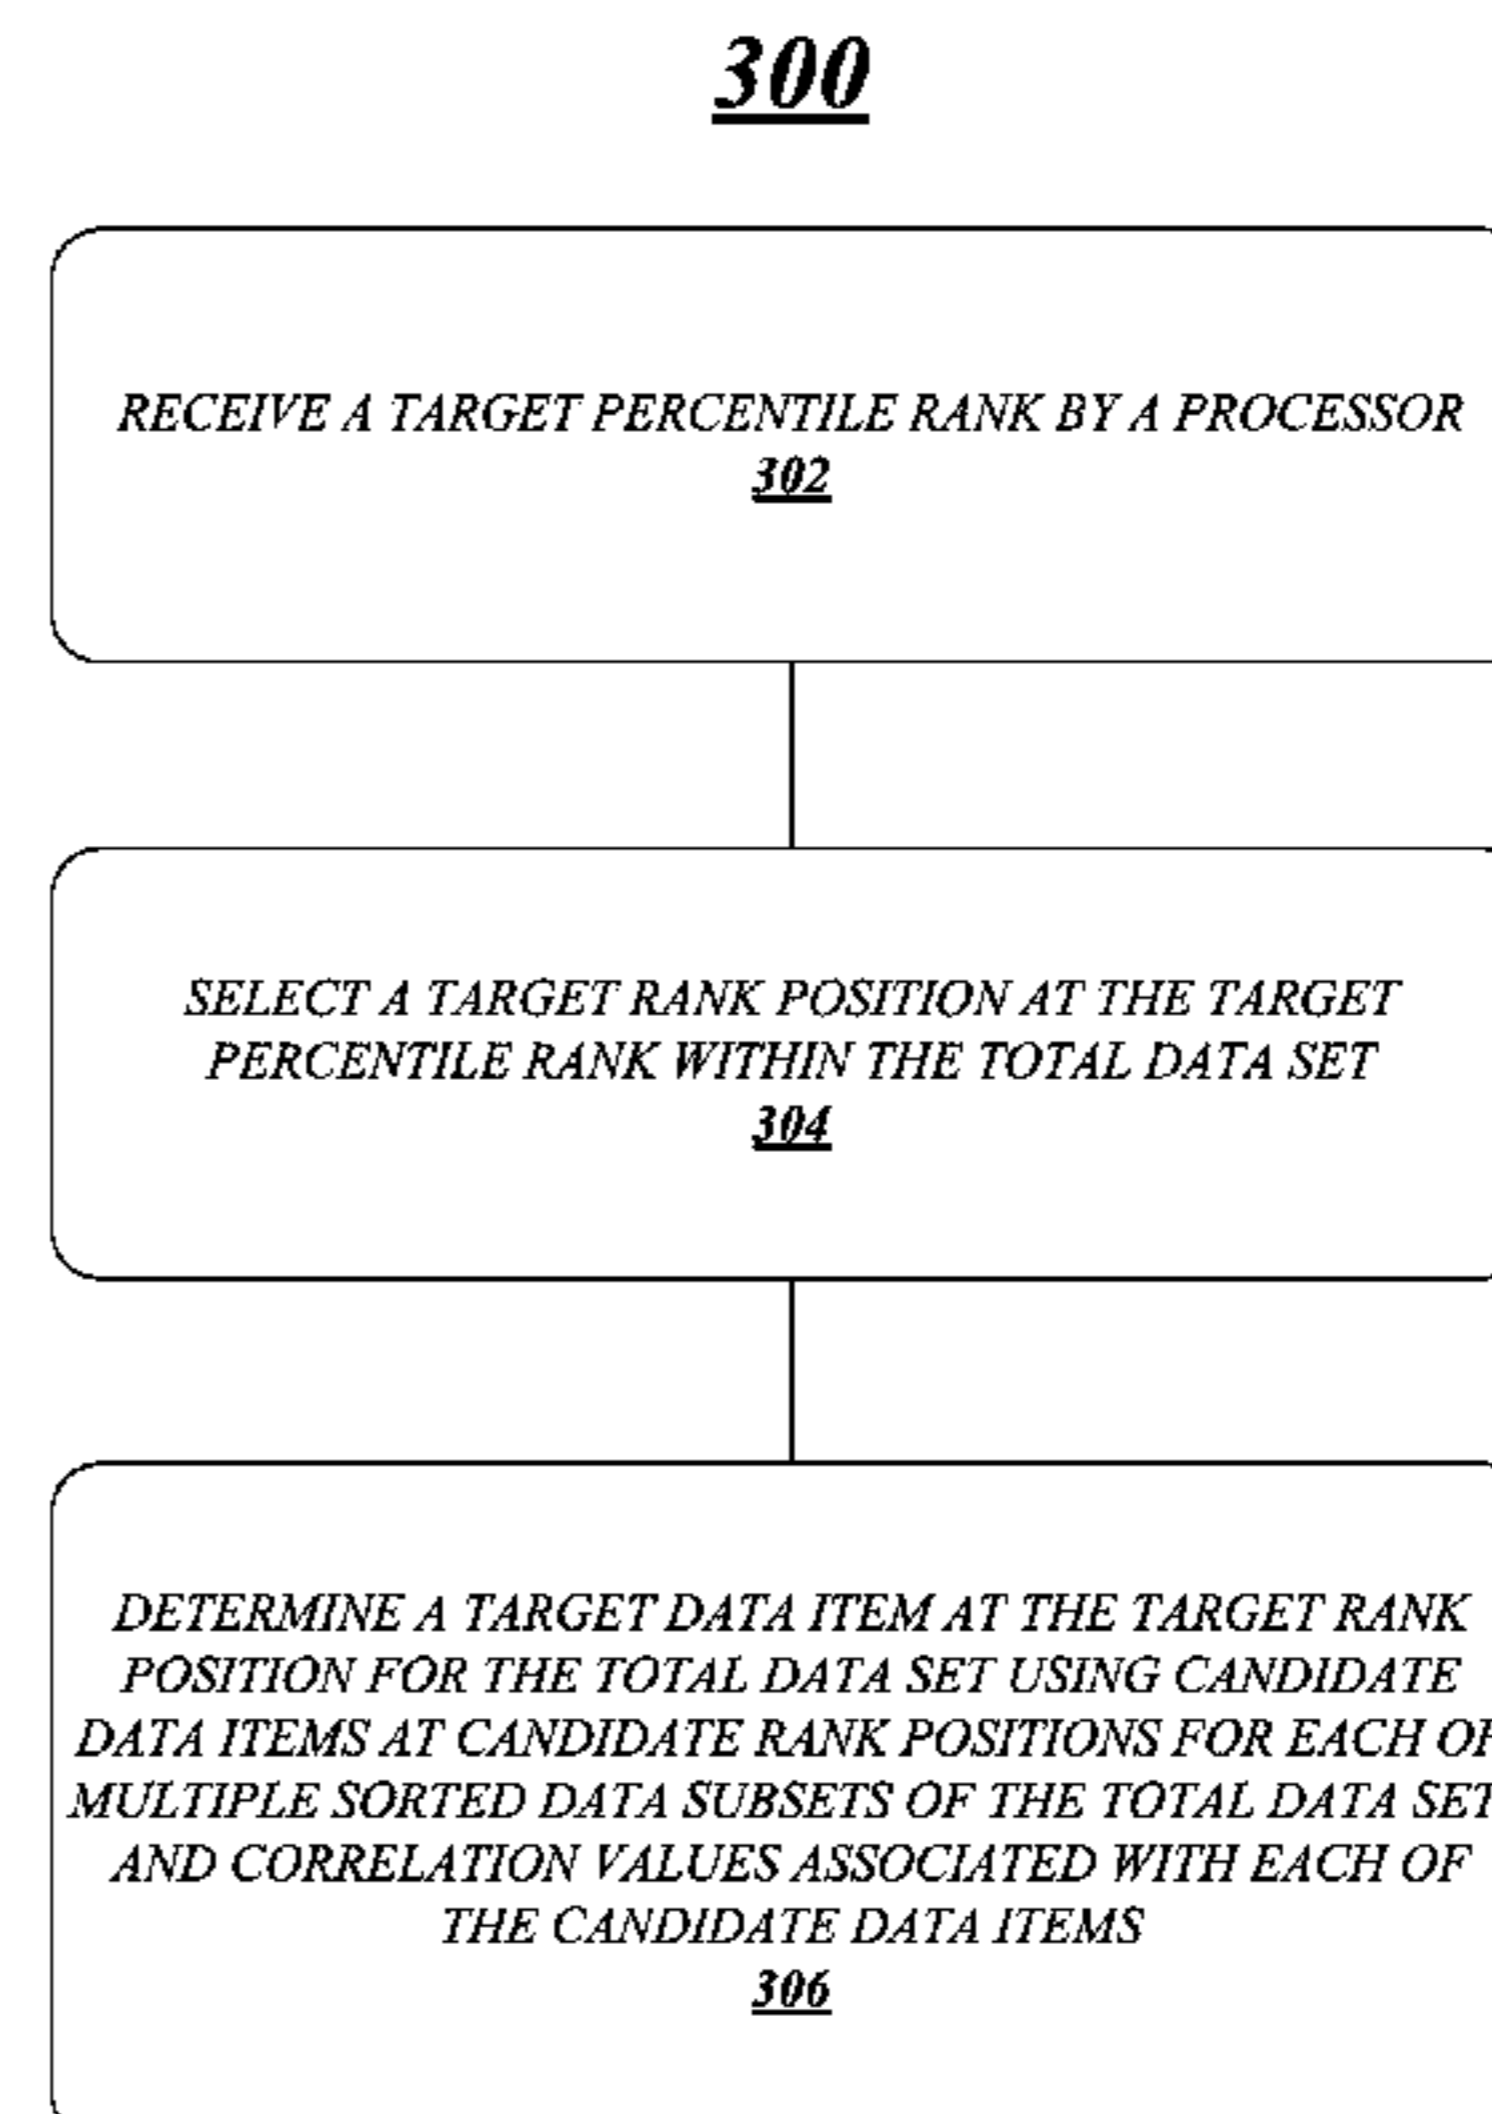 300
RECEIVE A TARGET PERCENTILE RANK BY A PROCESSOR
302
SELECT A TARGET RANK POSITION AT THE TARGET
PERCENTILE RANK WITHIN THE TOTAL DATA SET
304
DETERMINE A TARGET DATA ITEM AT THE TARGET RANK
POSITION FOR THE TOTAL DATA SET USING CANDIDATE
DATA ITEMS AT CANDIDATE RANK POSITIONS FOR EACH OF
MULTIPLE SORTED DATA SUBSETS OF THE TOTAL DATA SET
AND CORRELATION VALUES ASSOCIATED WITH EACH OF
THE CANDIDATE DATA ITEMS
306